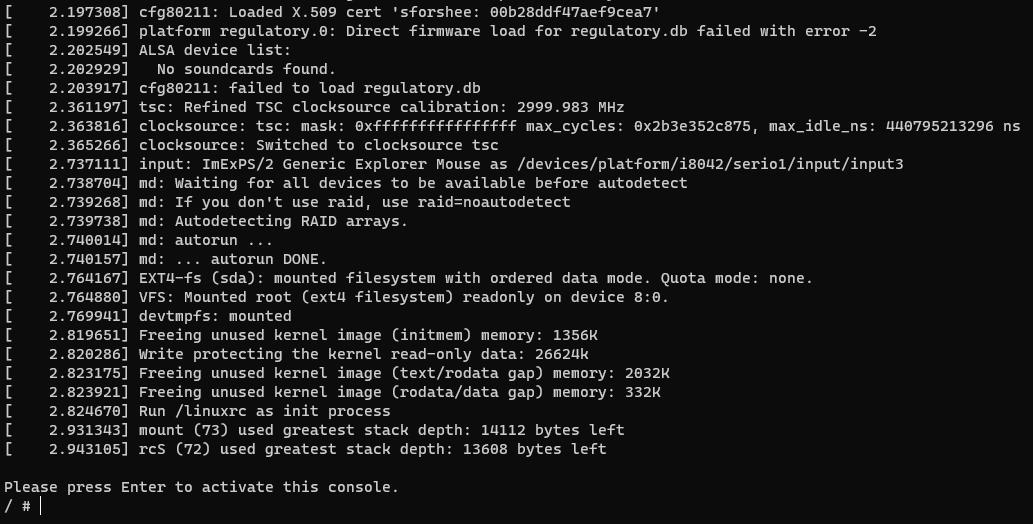 [    2.197308] cfg80211: Loaded X.509 cert 'sforshee: 00b28ddf47aef9cea7'
[    2.199266] platform regulatory.0: Direct firmware load for regulatory.db failed with error -2
[    2.202549] ALSA device list:
[    2.202929]   No soundcards found.
[    2.203917] cfg80211: failed to load regulatory.db
[    2.361197] tsc: Refined TSC clocksource calibration: 2999.983 MHz
[    2.363816] clocksource: tsc: mask: 0xffffffffffffffff max_cycles: 0x2b3e352c875, max_idle_ns: 440795213296 ns
[    2.365266] clocksource: Switched to clocksource tsc
[    2.737111] input: ImExPS/2 Generic Explorer Mouse as /devices/platform/i8042/serio1/input/input3
[    2.738704] md: Waiting for all devices to be available before autodetect
[    2.739268] md: If you don't use raid, use raid=noautodetect
[    2.739738] md: Autodetecting RAID arrays.
[    2.740014] md: autorun ...
[    2.740157] md: ... autorun DONE.
[    2.764167] EXT4-fs (sda): mounted filesystem with ordered data mode. Quota mode: none.
[    2.764880] VFS: Mounted root (ext4 filesystem) readonly on device 8:0.
[    2.769941] devtmpfs: mounted
[    2.819651] Freeing unused kernel image (initmem) memory: 1356K
[    2.820286] Write protecting the kernel read-only data: 26624k
[    2.823175] Freeing unused kernel image (text/rodata gap) memory: 2032K
[    2.823921] Freeing unused kernel image (rodata/data gap) memory: 332K
[    2.824670] Run /linuxrc as init process
[    2.931343] mount (73) used greatest stack depth: 14112 bytes left
[    2.943105] rcS (72) used greatest stack depth: 13608 bytes left
Please press Enter to activate this console.
/ #